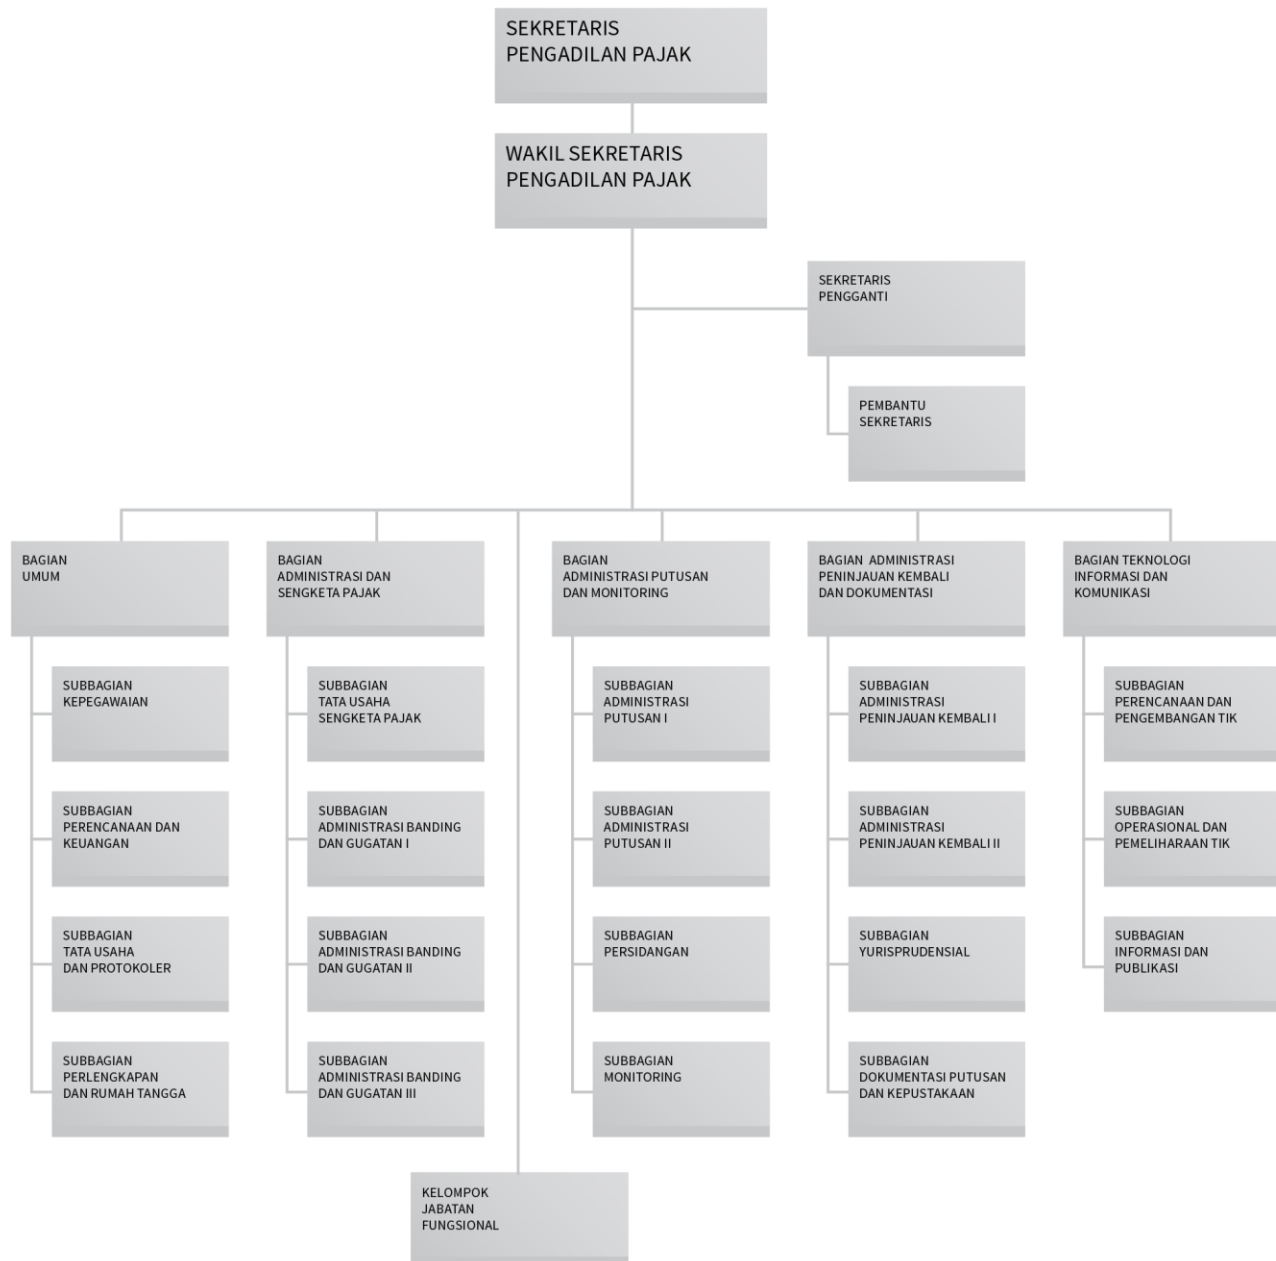 SEKRETARIS
PENGADILAN PAJAK
WAKIL SEKRETARIS
PENGADILAN PAJAK
SEKRETARIS
PENGGANTI
PEMBANTU
SEKRETARIS
BAGIAN
UMUM
SUBBAGIAN
KEPEGAWAIAN
SUBBAGIAN
PERENCANAAN DAN
KEUANGAN
SUBBAGIAN
TATA USAHA
DAN PROTOKOLER
SUBBAGIAN
PERLENGKAPAN
DAN RUMAH TANGGA
BAGIAN
ADMINISTRASI DAN
SENGKETA PAJAK
SUBBAGIAN
TATA USAHA
SENGKETA PAJAK
SUBBAGIAN
ADMINISTRASI BANDING
DAN GUGATAN I
SUBBAGIAN
ADMINISTRASI BANDING
DAN GUGATAN II
SUBBAGIAN
ADMINISTRASI BANDING
DAN GUGATAN III
BAGIAN
ADMINISTRASI PUTUSAN
DAN MONITORING
SUBBAGIAN
ADMINISTRASI
PUTUSAN I
SUBBAGIAN
ADMINISTRASI
PUTUSAN II
SUBBAGIAN
PERSIDANGAN
SUBBAGIAN
MONITORING
BAGIAN ADMINISTRASI
PENINJAUAN KEMBALI
DAN DOKUMENTASI
SUBBAGIAN
ADMINISTRASI
PENINJAUAN KEMBALI I
SUBBAGIAN
ADMINISTRASI
PENINJAUAN KEMBALI II
SUBBAGIAN
YURISPRUDENSIAL
SUBBAGIAN
DOKUMENTASI PUTUSAN
DAN KEPUSTAKAAN
BAGIAN TEKNOLOGI
INFORMASI DAN
KOMUNIKASI
SUBBAGIAN
PERENCANAAN DAN
PENGEMBANGAN TIK
SUBBAGIAN
OPERASIONAL DAN
PEMELIHARAAN TIK
SUBBAGIAN
INFORMASI DAN
PUBLIKASI
KELOMPOK
JABATAN
FUNGSIONAL